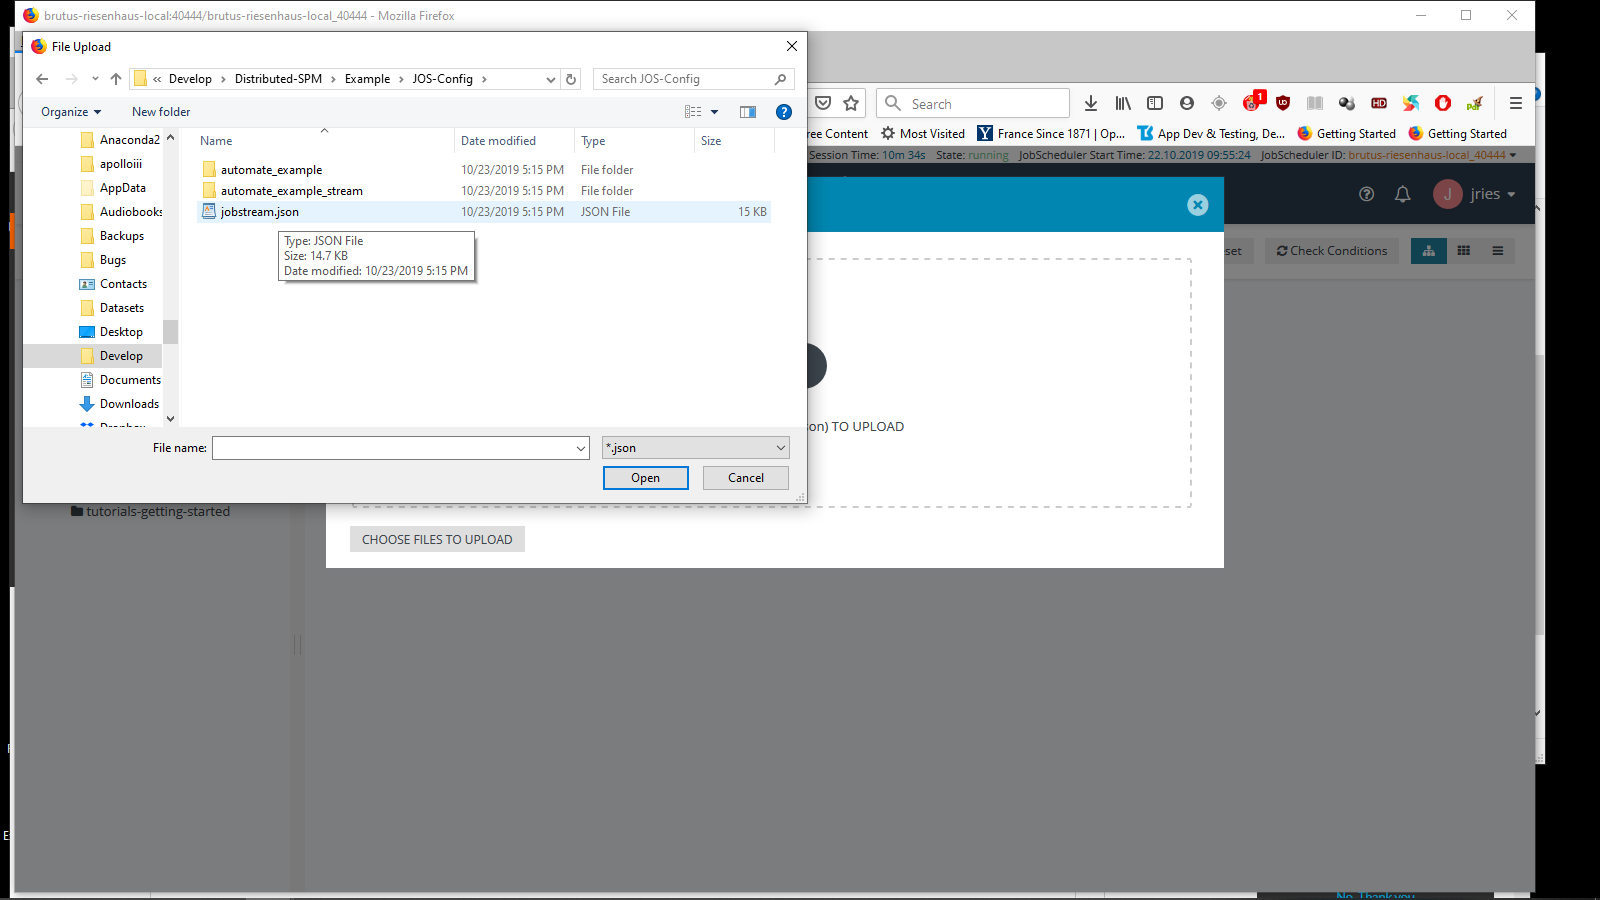 brutus-riesenhaus-local:40444/brutus-riesenhaus-local_40444 - Mozilla Firefox
File Upload
« Develop > Distributed-SPM > Example > JOS-Config >
Search JOS-Config
Organize
New folder
Search
1
HD
ree Content
Most Visited
France Since 1871 | Op...
App Dev & Testing, De...
Getting Started
Getting Started
Session Time: 10m 34s State: running JobScheduler Start Time: 22.10.2019 09:55:24 JobScheduler ID: brutus-riesenhaus-local_40444
J jries
set
Check Conditions
Anaconda2
apolloiii
AppData
Audiobooks
Backups
Bugs
Contacts
Datasets
Desktop
Develop
Documents
Downloads
Name Date modified Type Size
automate_example 10/23/2019 5:15 PM File folder
automate_example_stream 10/23/2019 5:15 PM File folder
jobstream.json 10/23/2019 5:15 PM JSON File 15 KB
Type: JSON File
Size: 14.7 KB
Date modified: 10/23/2019 5:15 PM
File name:
*.json
Open
Cancel
son) TO UPLOAD
tutorials-getting-started
CHOOSE FILES TO UPLOAD
No, Thank you